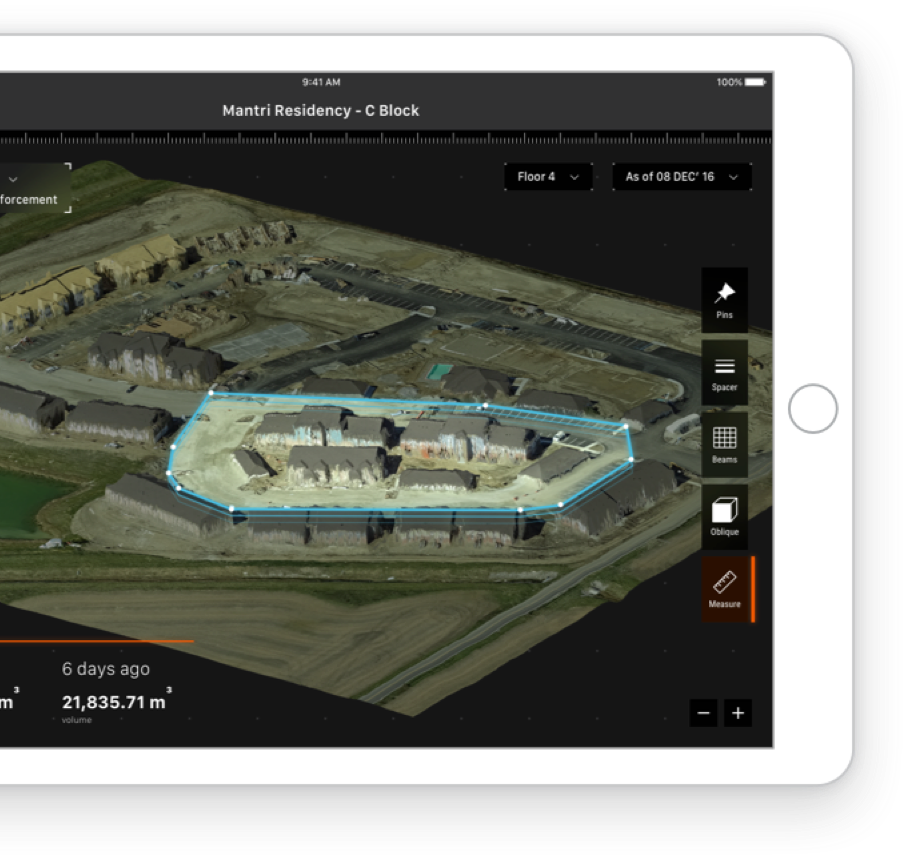 9:41 AM
100%
Mantri Residency - C Block
forcement
Floor 4
As of 08 DEC' 16
Pins
Spacer
Beams
Oblique
Measure
6 days ago
m³
21,835.71 m³
volume